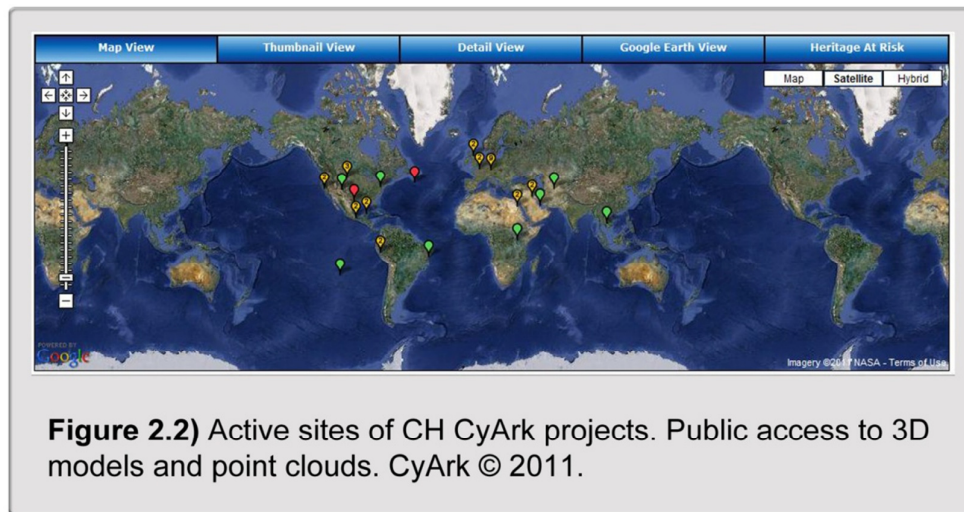 Map View Thumbnail View Detail View Google Earth View Heritage At Risk
Map Satellite Hybrid
POWERED BY
Google
Imagery ©2011 NASA - Terms of Use
Figure 2.2) Active sites of CH CyArk projects. Public access to 3D
models and point clouds. CyArk © 2011.